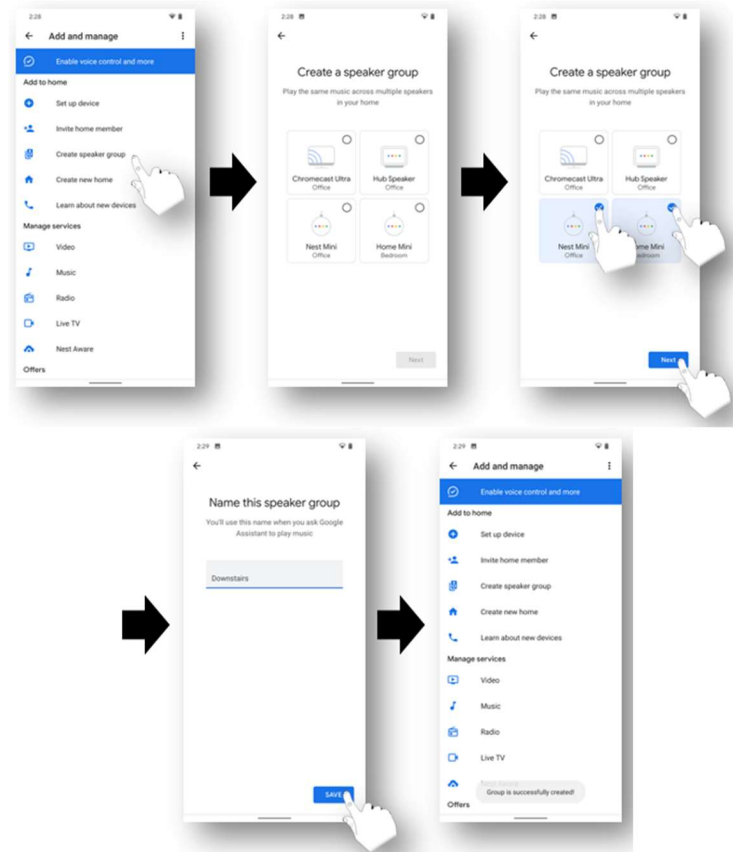 2:28
Add and manage
Enable voice control and more
Add to home
Set up device
Invite home member
Create speaker group
Create new home
Learn about new devices
Manage services
Video
Music
Radio
Live TV
Nest Aware
Offers
2:28
Create a speaker group
Play the same music across multiple speakers
in your home
Chromecast Ultra
Office
Hub Speaker
Office
Nest Mini
Office
Home Mini
Bedroom
Next
2:28
Create a speaker group
Play the same music across multiple speakers
in your home
Chromecast Ultra
Office
Hub Speaker
Office
Nest Mini
Office
ome Mini
Bedroom
Next
2:29
Name this speaker group
You'll use this name when you ask Google
Assistant to play music
Downstairs
SAVE
2:29
Add and manage
Enable voice control and more
Add to home
Set up device
Invite home member
Create speaker group
Create new home
Learn about new devices
Manage services
Video
Music
Radio
Live TV
Group is successfully created!
Offers